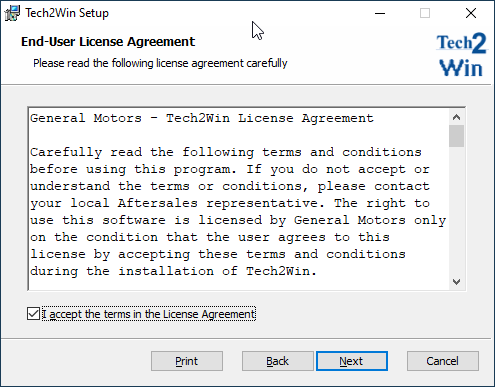 Tech2Win Setup
End-User License Agreement
Please read the following license agreement carefully
Tech2
Win
General Motors - Tech2Win License Agreement
Carefully read the following terms and conditions
before using this program. If you do not accept or
understand the terms or conditions, please contact
your local Aftersales representative. The right to
use this software is licensed by General Motors only
on the condition that the user agrees to this
license by accepting these terms and conditions
during the installation of Tech2Win.
I accept the terms in the License Agreement
Print Back Next Cancel